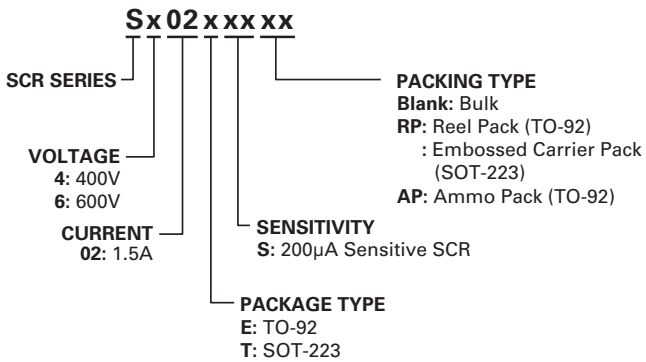 Sx02xxxxx
SCR SERIES
VOLTAGE
4: 400V
6: 600V
CURRENT
02: 1.5A
PACKAGE TYPE
E: TO-92
T: SOT-223
SENSITIVITY
S: 200µA Sensitive SCR
PACKING TYPE
Blank: Bulk
RP: Reel Pack (TO-92)
: Embossed Carrier Pack
(SOT-223)
AP: Ammo Pack (TO-92)